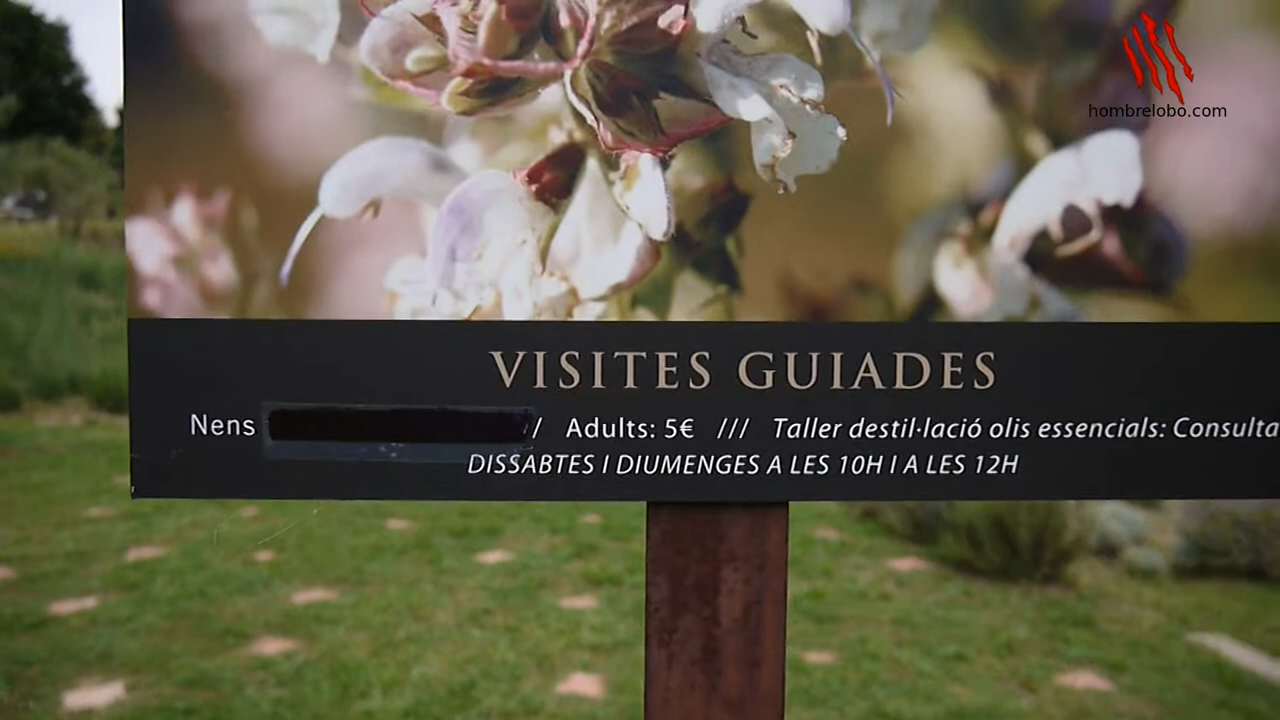 hombrelobo.com
VISITES GUIADES
Nens / Adults: 5€ /// Taller destil·lació olis essencials: Consulta
DISSABTES I DIUMENGES A LES 10H I A LES 12H